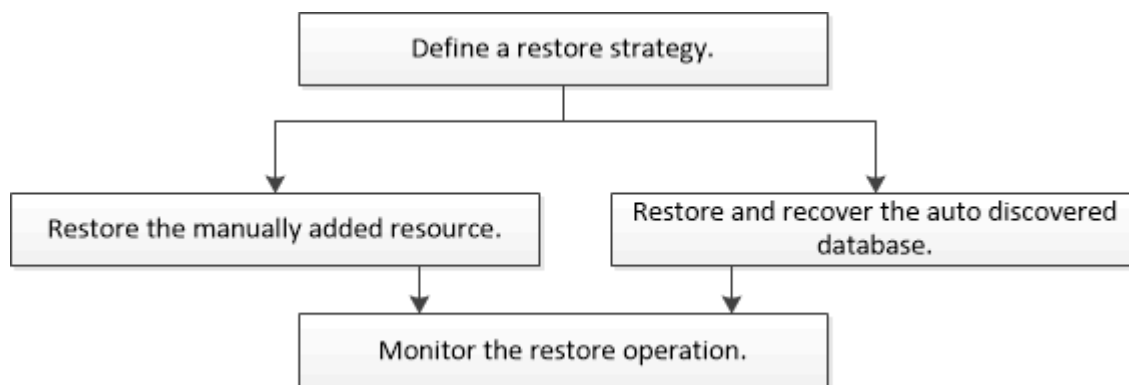 Define a restore strategy.
Restore the manually added resource.
Restore and recover the auto discovered
database.
Monitor the restore operation.